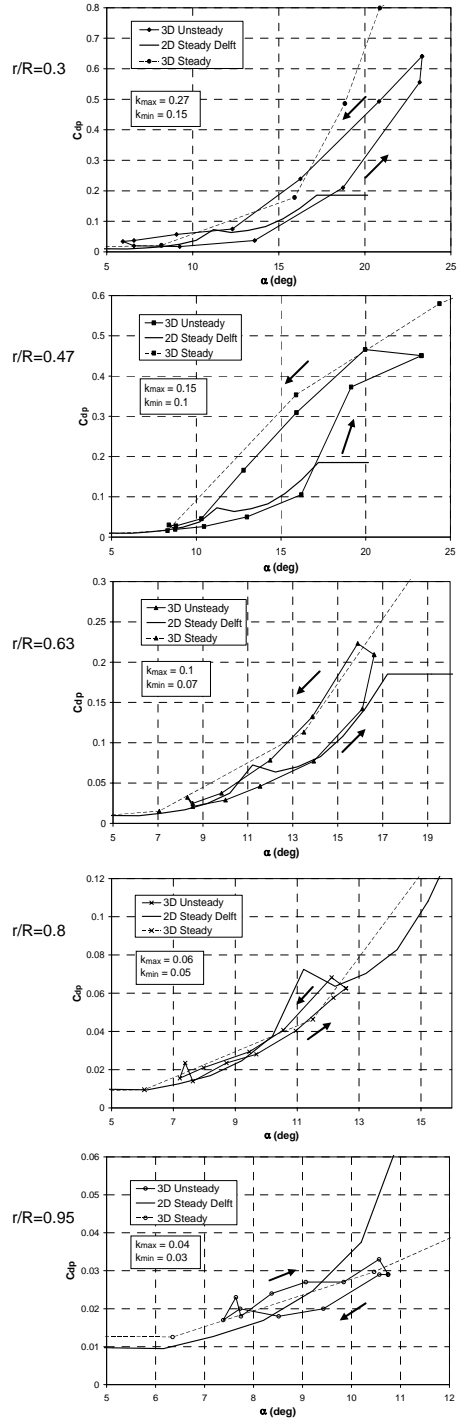 r/R=0.3
0.8
0.7
0.6
0.5
0.4
0.3
0.2
0.1
0
Cdp
3D Unsteady
2D Steady Delft
3D Steady
kmax = 0.27
kmin = 0.15
5 10 15 20 25
α (deg)
r/R=0.47
0.6
0.5
0.4
0.3
0.2
0.1
0
Cdp
3D Unsteady
2D Steady Delft
3D Steady
kmax = 0.15
kmin = 0.1
5 10 15 20 25
α (deg)
r/R=0.63
0.3
0.25
0.2
0.15
0.1
0.05
0
Cdp
3D Unsteady
2D Steady Delft
3D Steady
kmax = 0.1
kmin = 0.07
5 7 9 11 13 15 17 19
α (deg)
r/R=0.8
0.12
0.1
0.08
0.06
0.04
0.02
0
Cdp
3D Unsteady
2D Steady Delft
3D Steady
kmax = 0.06
kmin = 0.05
5 7 9 11 13 15
α (deg)
r/R=0.95
0.06
0.05
0.04
0.03
0.02
0.01
0
Cdp
3D Unsteady
2D Steady Delft
3D Steady
kmax = 0.04
kmin = 0.03
5 6 7 8 9 10 11 12
α (deg)